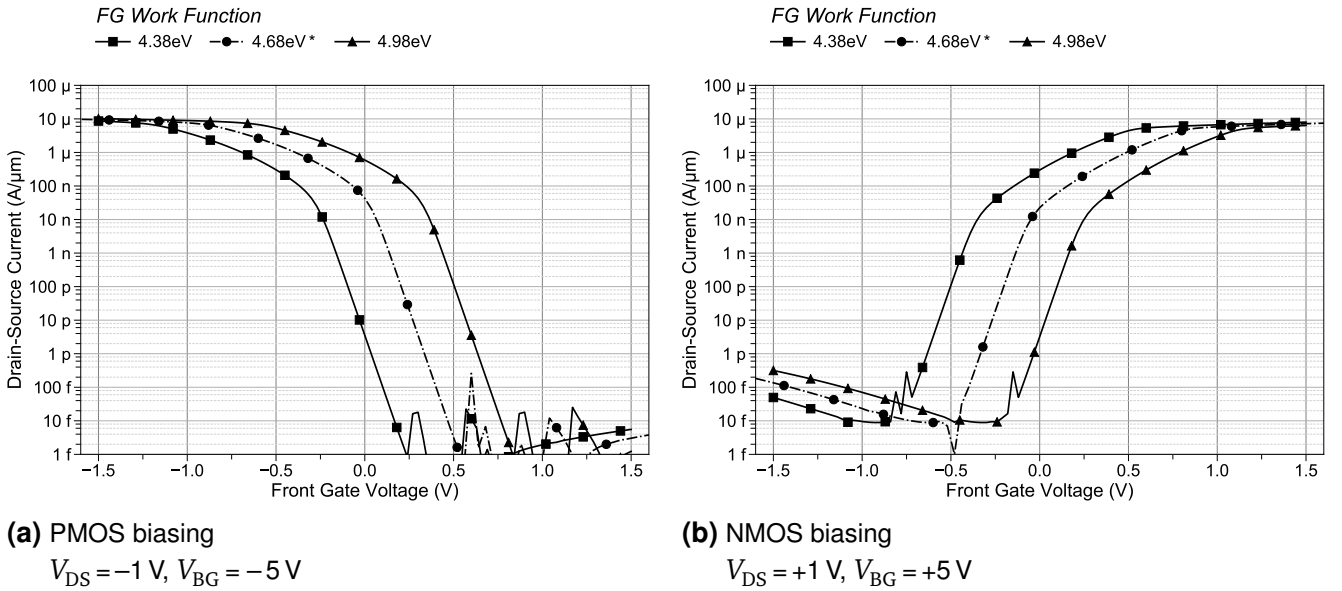 FG Work Function
4.38eV 4.68eV* 4.98eV
100 µ
10 µ
1 µ
100 n
10 n
1 n
100 p
10 p
1 p
100 f
10 f
1 f
Drain-Source Current (A/µm)
−1.5 −1.0 −0.5 0.0 0.5 1.0 1.5
Front Gate Voltage (V)
(a) PMOS biasing
VDS = −1 V, VBG = −5 V
FG Work Function
4.38eV 4.68eV* 4.98eV
100 µ
10 µ
1 µ
100 n
10 n
1 n
100 p
10 p
1 p
100 f
10 f
1 f
Drain-Source Current (A/µm)
−1.5 −1.0 −0.5 0.0 0.5 1.0 1.5
Front Gate Voltage (V)
(b) NMOS biasing
VDS = +1 V, VBG = +5 V